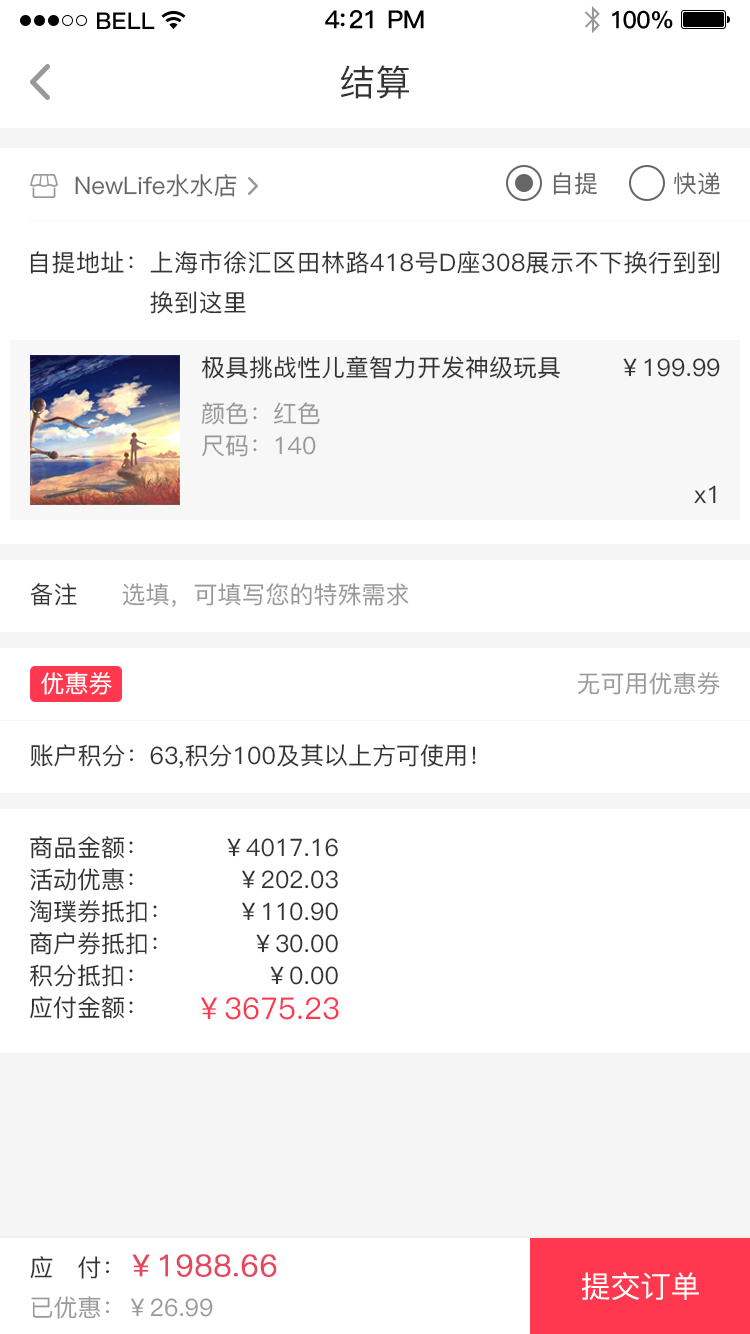 BELL 4:21 PM 100%
结算
NewLife水水店 自提 快递
自提地址：上海市徐汇区田林路418号D座308展示不下换行到到
换到这里
极具挑战性儿童智力开发神级玩具 ￥199.99
颜色：红色
尺码：140
x1
备注 选填，可填写您的特殊需求
优惠券 无可用优惠券
账户积分：63,积分100及其以上方可使用！
商品金额： ￥4017.16
活动优惠： ￥202.03
淘璞券抵扣： ￥110.90
商户券抵扣： ￥30.00
积分抵扣： ￥0.00
应付金额： ￥3675.23
应 付：￥1988.66
已优惠：￥26.99
提交订单